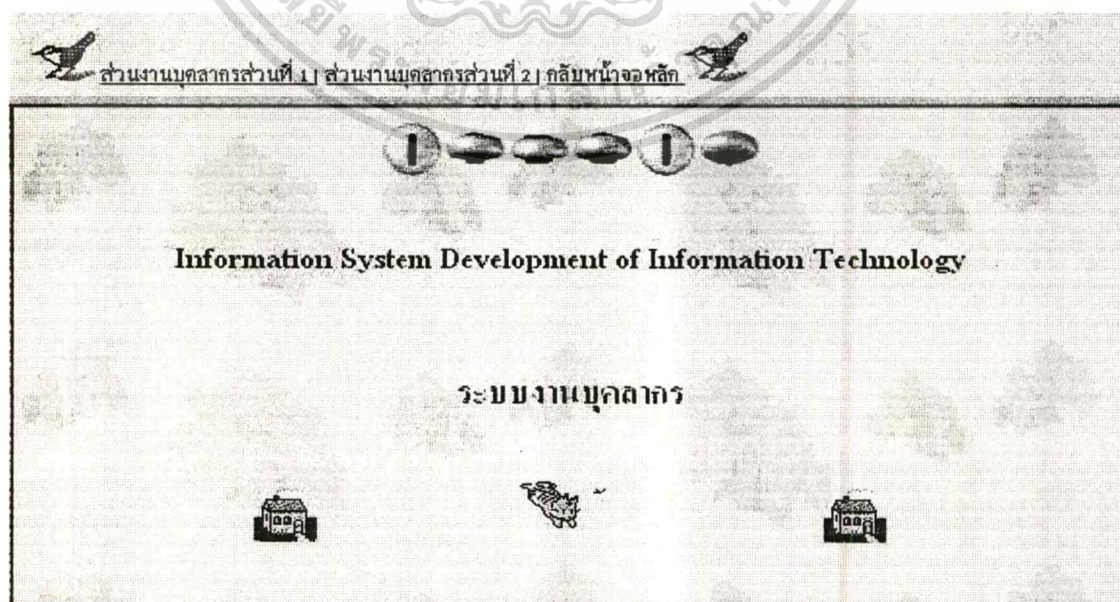 ส่วนงานบุคลากรส่วนที่ 1 | ส่วนงานบุคลากรส่วนที่ 2 | กลับหน้าจอหลัก
Information System Development of Information Technology
ระบบงานบุคลากร